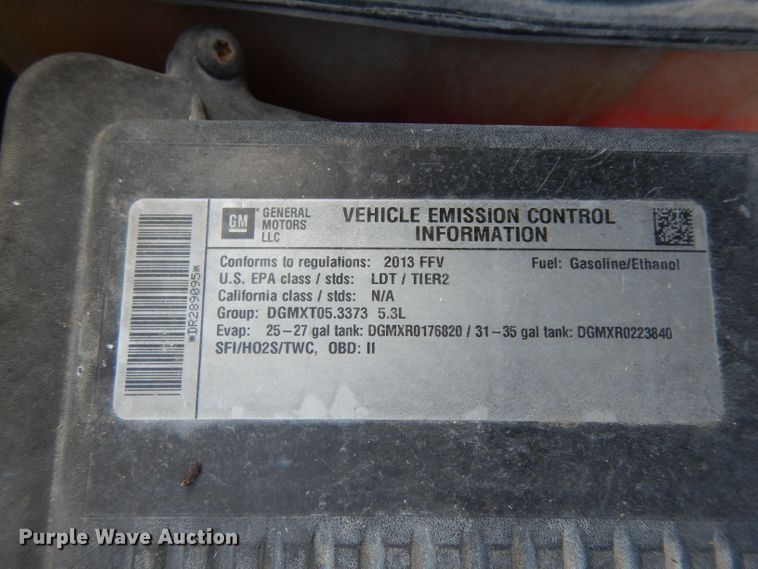 GM GENERAL MOTORS LLC
VEHICLE EMISSION CONTROL
INFORMATION
Conforms to regulations: 2013 FFV Fuel: Gasoline/Ethanol
U.S. EPA class / stds: LDT / TIER2
California class / stds: N/A
Group: DGMXT05.3373 5.3L
Evap: 25-27 gal tank: DGMXR0176820 / 31-35 gal tank: DGMXR0223840
SFI/HO2S/TWC, OBD: II
*DR289095*
Purple Wave Auction